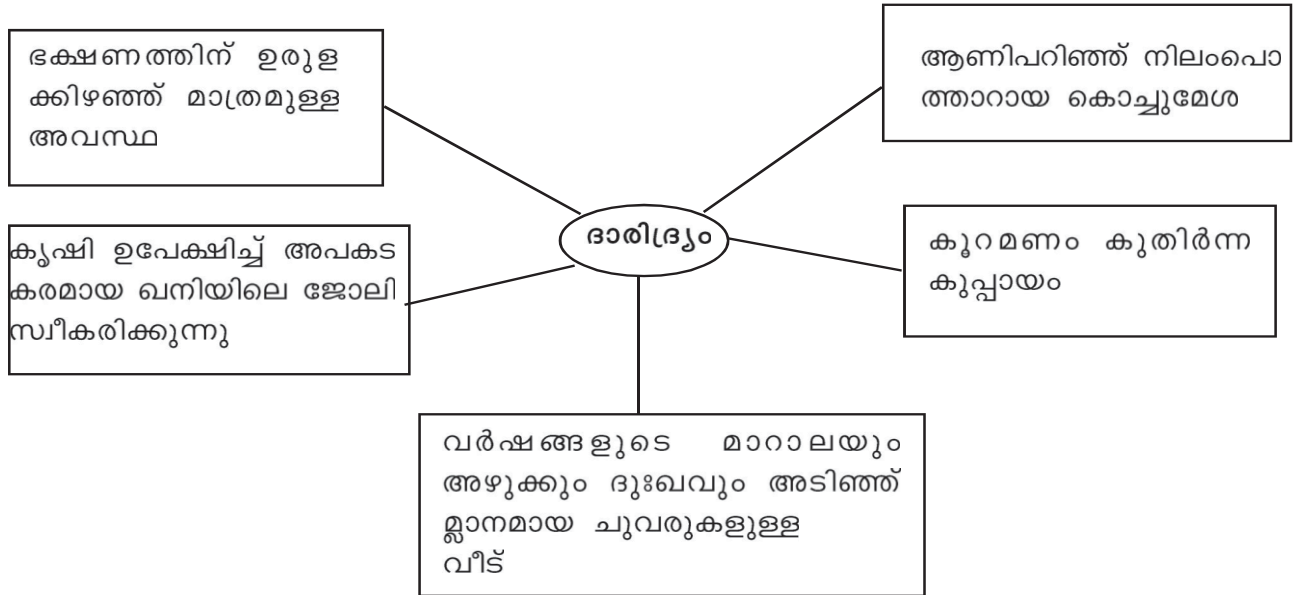 ഭക്ഷണത്തിന് ഉരുള
ക്കിഴഞ്ഞ് മാത്രമുള്ള
അവസ്ഥ
ആണിപറിഞ്ഞ് നിലംപൊ
ത്താറായ കൊച്ചുമേശ
ദാരിദ്ര്യം
കൃഷി ഉപേക്ഷിച്ച് അപകട
കരമായ ഖനിയിലെ ജോലി
സ്വീകരിക്കുന്നു
കൂറമണം കുതിർന്ന
കുപ്പായം
വർഷങ്ങളുടെ മാറാലയും
അഴുക്കും ദുഃഖവും അടിഞ്ഞ്
മ്ലാനമായ ചുവരുകളുള്ള
വീട്